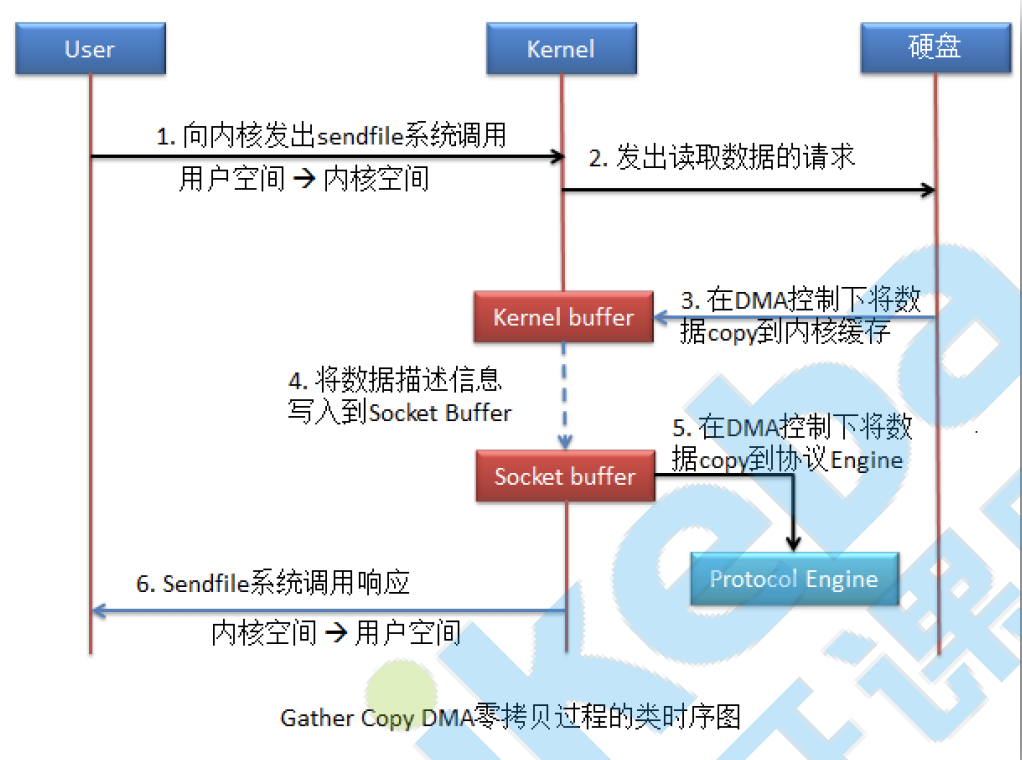 User
Kernel
硬盘
1. 向内核发出sendfile系统调用
用户空间 → 内核空间
2. 发出读取数据的请求
Kernel buffer
3. 在DMA控制下将数
据copy到内核缓存
4. 将数据描述信息
写入到Socket Buffer
5. 在DMA控制下将数
据copy到协议Engine
Socket buffer
Protocol Engine
6. Sendfile系统调用响应
内核空间 → 用户空间
Gather Copy DMA零拷贝过程的类时序图
ikeba
课